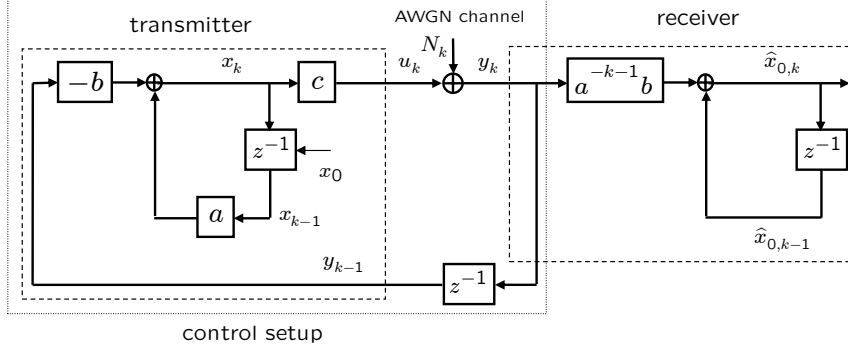 transmitter
AWGN channel
receiver
N_k
−b
x_k
c
u_k
y_k
a^{−k−1}b
x̂_{0,k}
z^{−1}
x_0
z^{−1}
a
x_{k−1}
x̂_{0,k−1}
y_{k−1}
z^{−1}
control setup